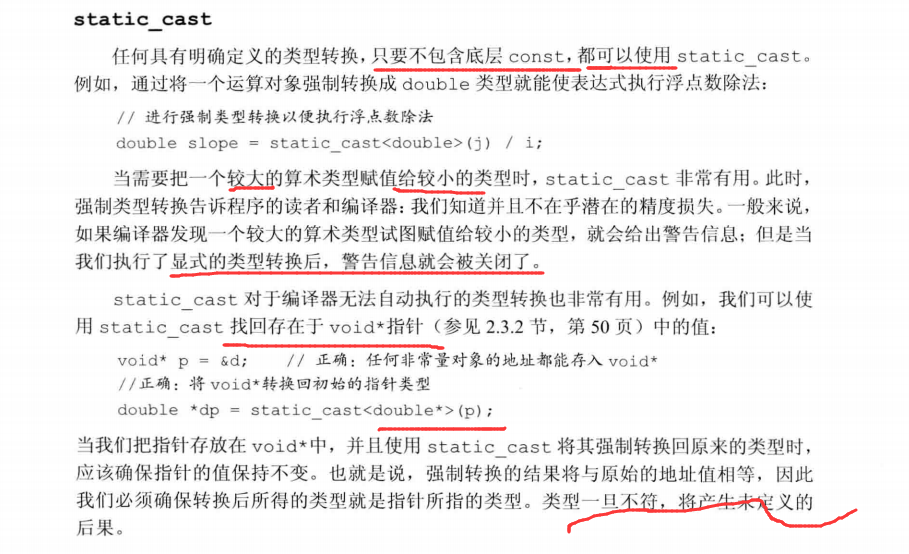 static_cast
任何具有明确定义的类型转换，只要不包含底层 const，都可以使用 static_cast。
例如，通过将一个运算对象强制转换成 double 类型就能使表达式执行浮点数除法：
// 进行强制类型转换以便执行浮点数除法
double slope = static_cast<double>(j) / i;
当需要把一个较大的算术类型赋值给较小的类型时，static_cast 非常有用。此时，
强制类型转换告诉程序的读者和编译器：我们知道并且不在乎潜在的精度损失。一般来说，
如果编译器发现一个较大的算术类型试图赋值给较小的类型，就会给出警告信息；但是当
我们执行了显式的类型转换后，警告信息就会被关闭了。
static_cast 对于编译器无法自动执行的类型转换也非常有用。例如，我们可以使
用 static_cast 找回存在于 void*指针（参见 2.3.2 节，第 50 页）中的值：
void* p = &d; // 正确：任何非常量对象的地址都能存入 void*
//正确：将 void*转换回初始的指针类型
double *dp = static_cast<double*>(p);
当我们把指针存放在 void*中，并且使用 static_cast 将其强制转换回原来的类型时，
应该确保指针的值保持不变。也就是说，强制转换的结果将与原始的地址值相等，因此
我们必须确保转换后所得的类型就是指针所指的类型。类型一旦不符，将产生未定义的
后果。